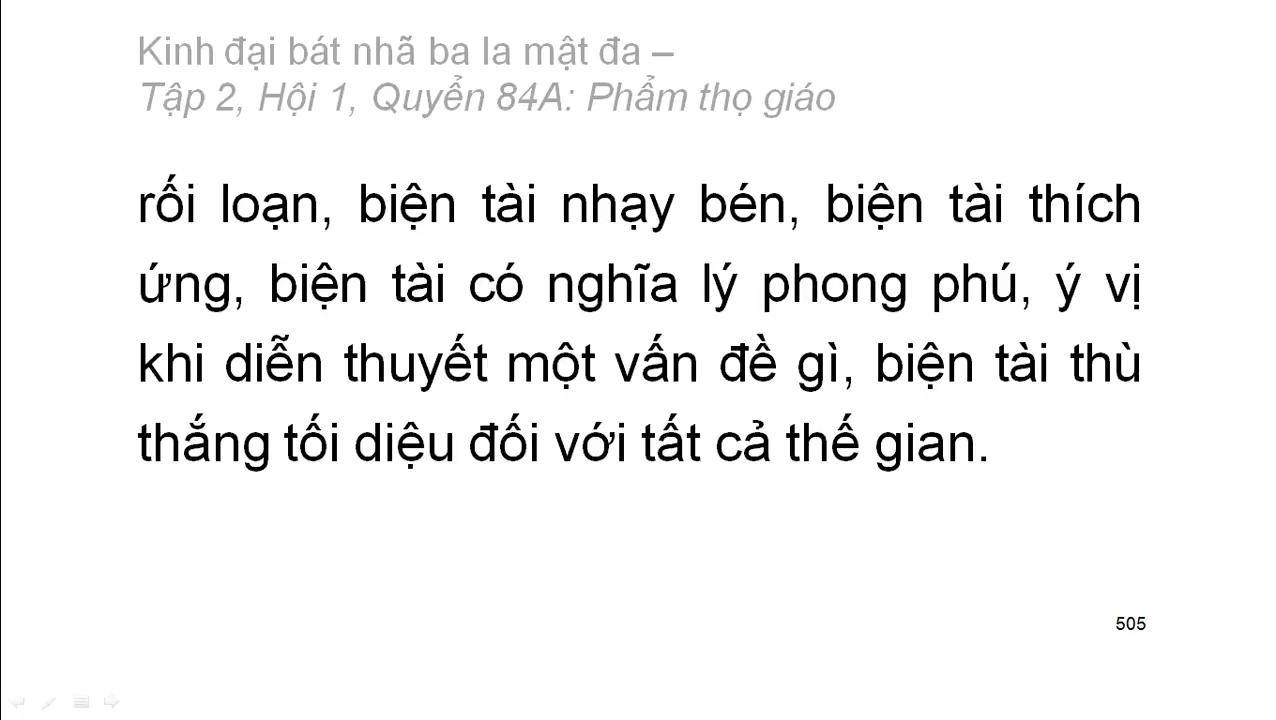 Kinh đại bát nhã ba la mật đa –
Tập 2, Hội 1, Quyển 84A: Phẩm thọ giáo
rối loạn, biện tài nhạy bén, biện tài thích
ứng, biện tài có nghĩa lý phong phú, ý vị
khi diễn thuyết một vấn đề gì, biện tài thù
thắng tối diệu đối với tất cả thế gian.
505